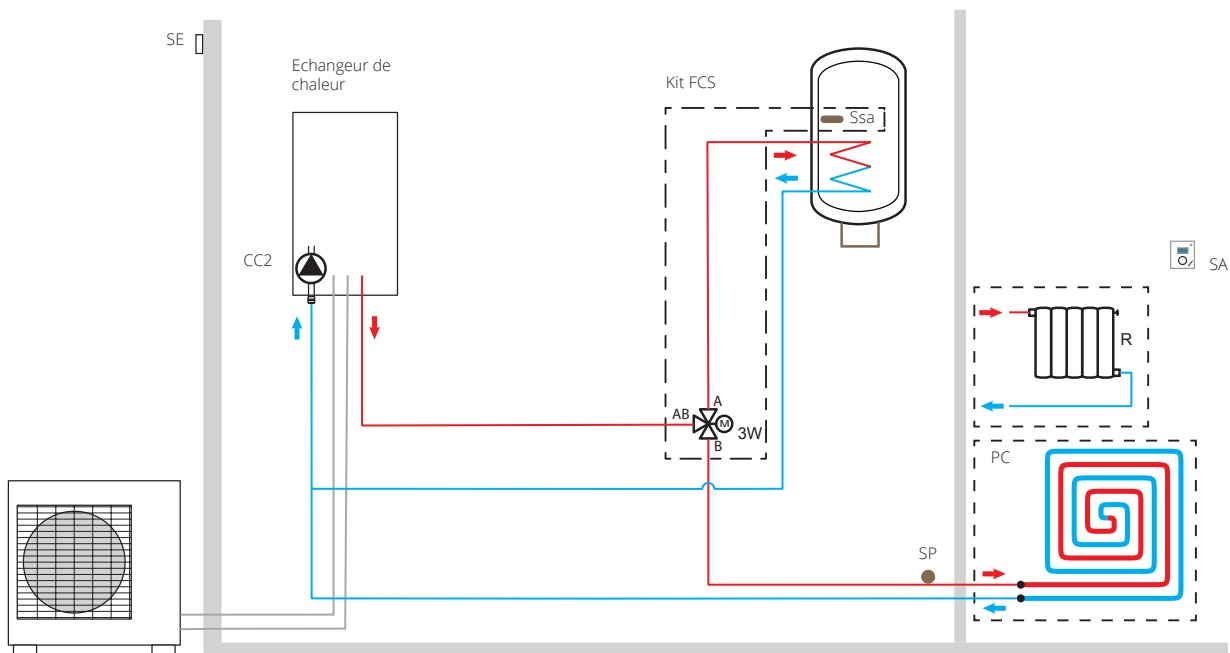 SE
Echangeur de
chaleur
Kit FCS
Ssa
CC2
SA
R
A
AB
M
3W
B
PC
SP